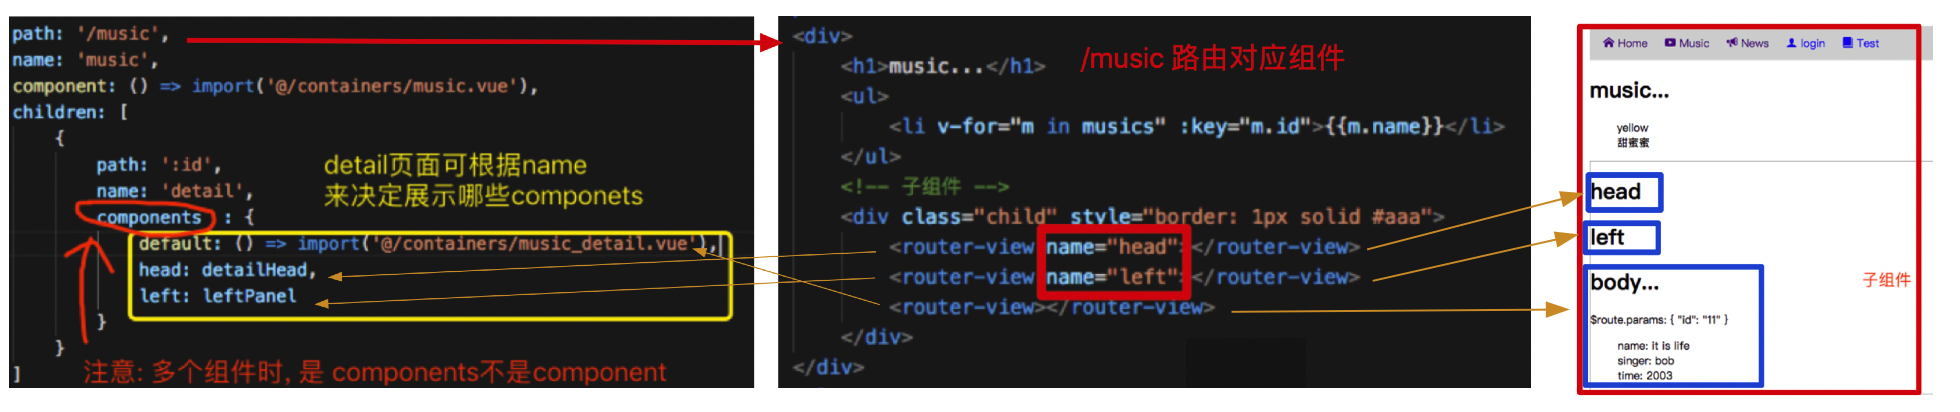 path: '/music',
name: 'music',
component: () => import('@/containers/music.vue'),
children: [
{
path: ':id',
name: 'detail',
components : {
default: () => import('@/containers/music_detail.vue'),
head: detailHead,
left: leftPanel
}
}
]
detail页面可根据name
来决定展示哪些componets
注意: 多个组件时, 是 components不是component
<div>
<h1>music...</h1>
<ul>
<li v-for="m in musics" :key="m.id">{{m.name}}</li>
</ul>
<!-- 子组件 -->
<div class="child" style="border: 1px solid #aaa">
<router-view name="head"></router-view>
<router-view name="left"></router-view>
<router-view></router-view>
</div>
</div>
/music 路由对应组件
Home Music News login Test
music...
yellow
甜蜜蜜
head
left
body...
子组件
$route.params: { "id": "11" }
name: it is life
singer: bob
time: 2003